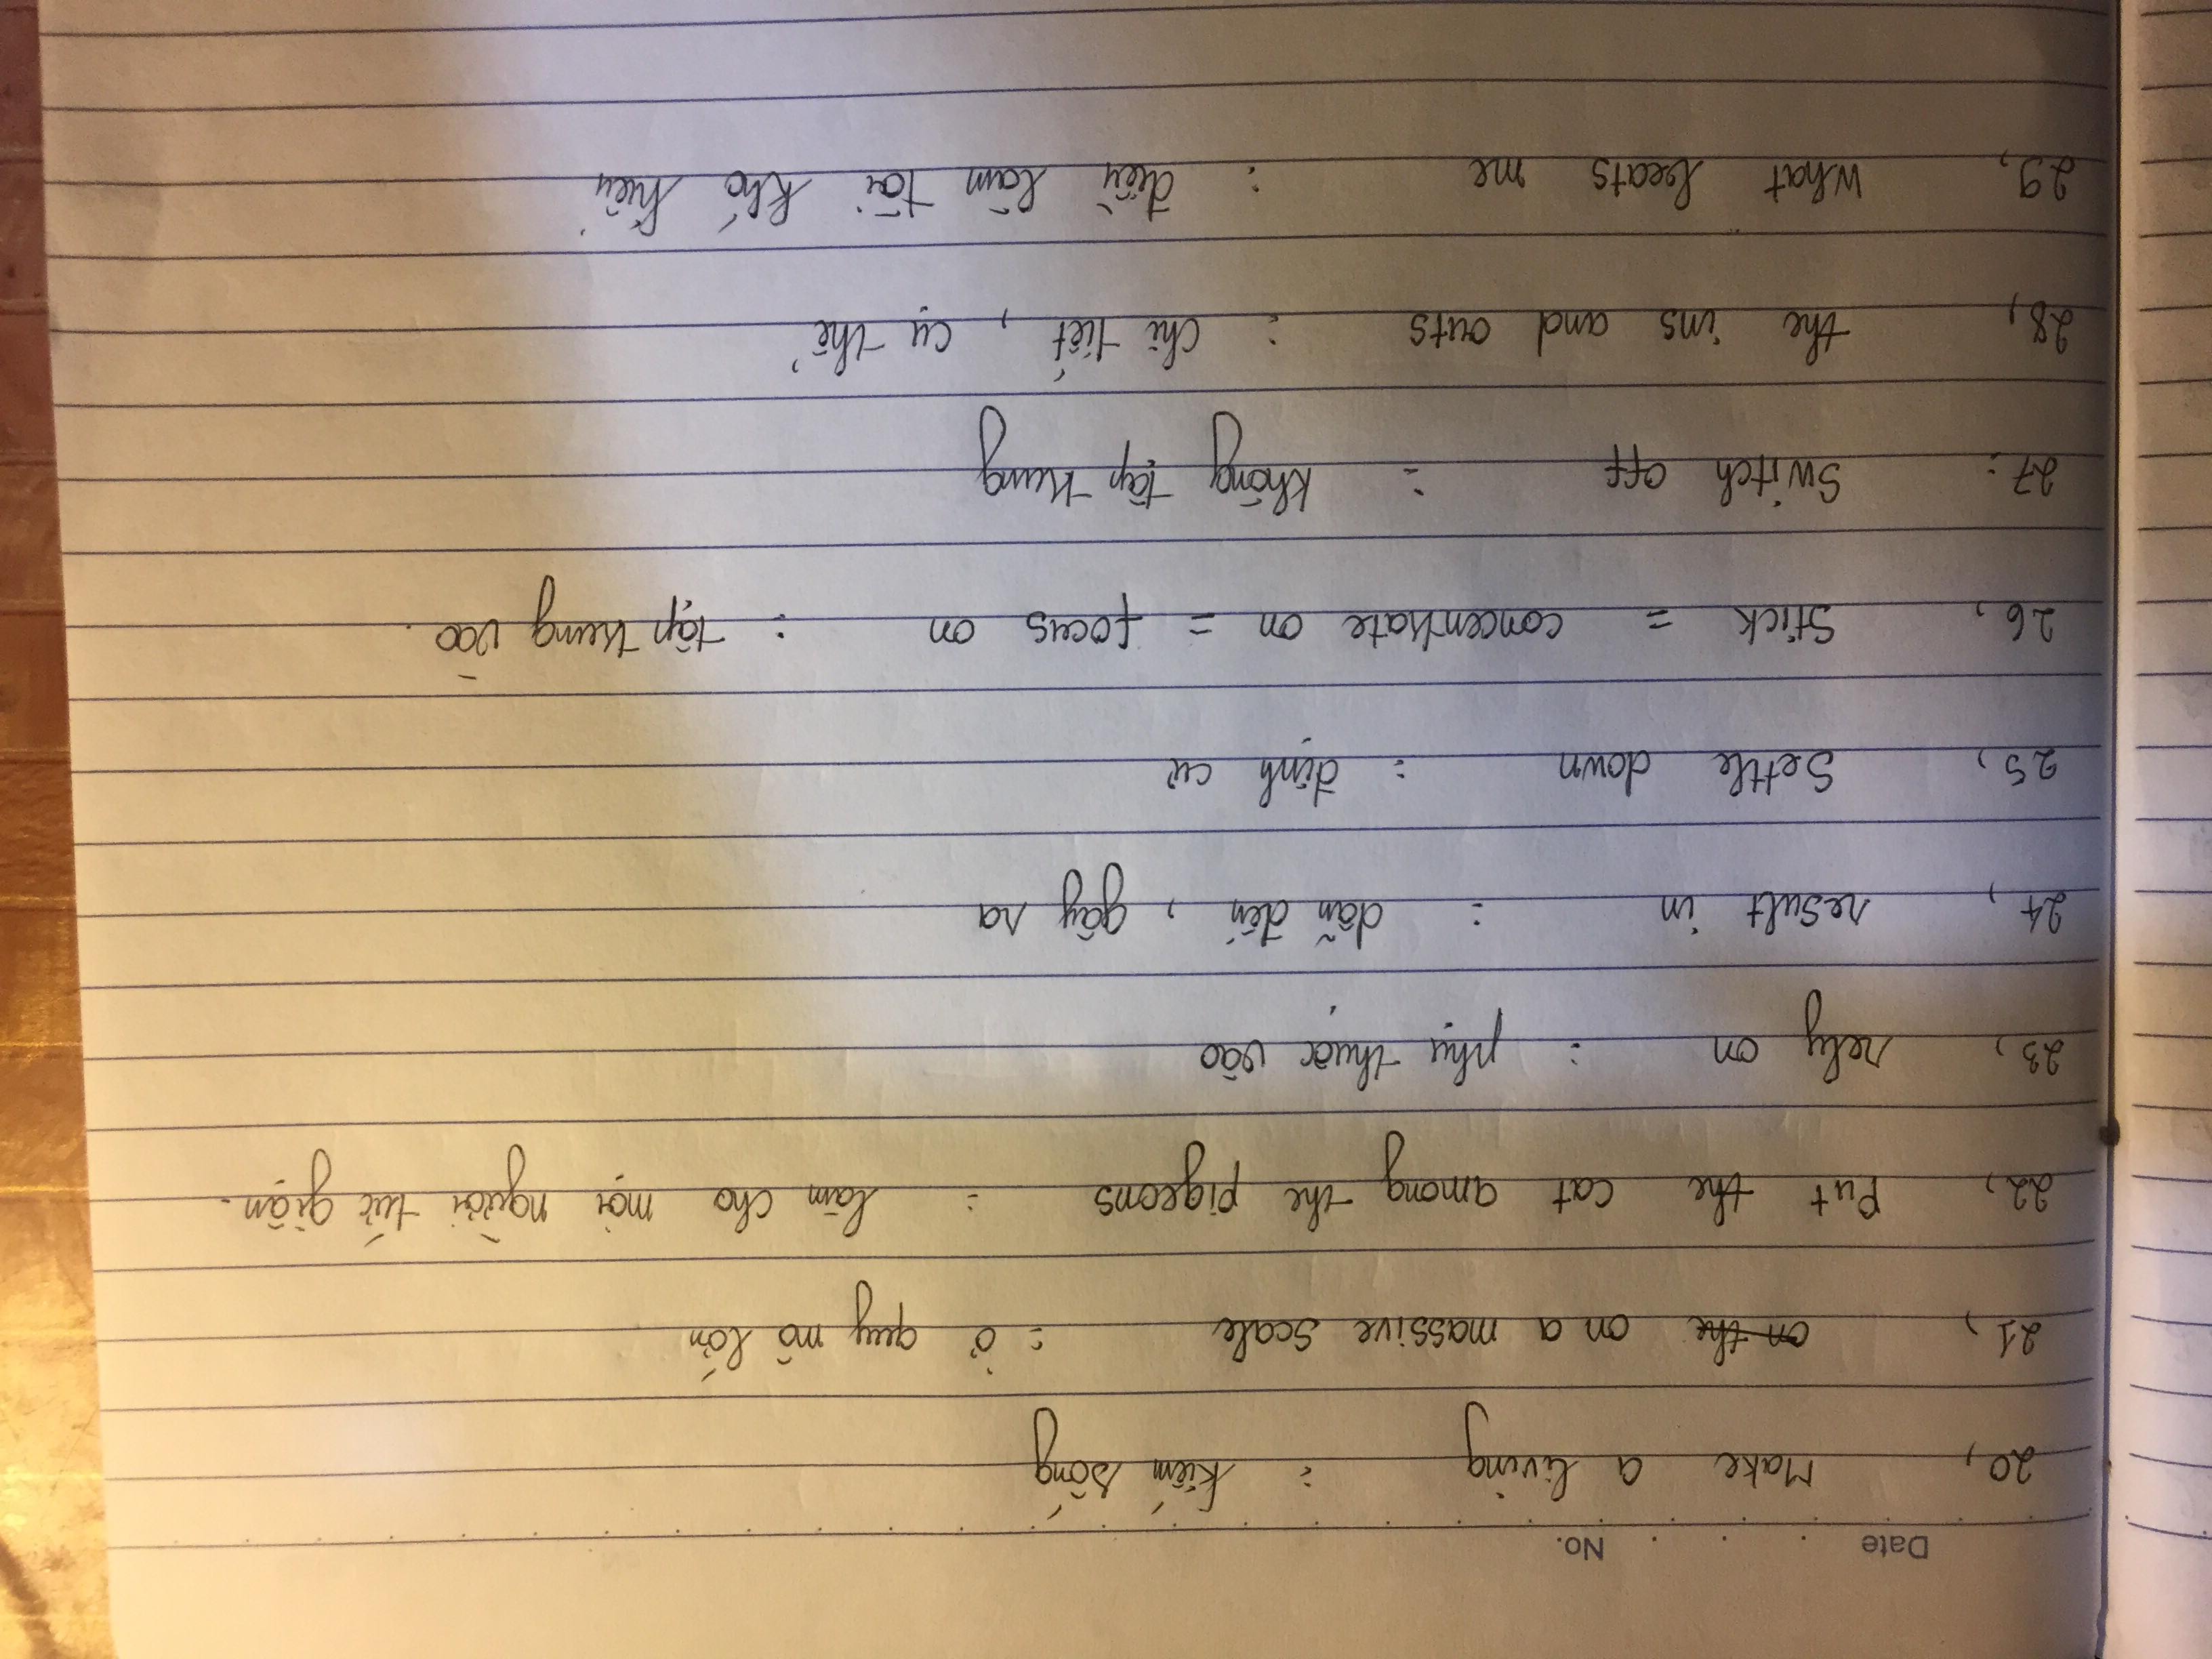 Date No.
20, Make a living : kiếm sống
21, on the on a massive scale : ở quy mô lớn
22, Put the cat among the pigeons : làm cho mọi người tức giận.
23, rely on : phụ thuộc vào
24, result in : dẫn đến, gây ra
25, Settle down : định cư
26, Stick = concentrate on = focus on : tập trung vào.
27: Switch off : không tập trung
28, the ins and outs : chi tiết, cụ thể
29, What beats me : điều làm tôi khó hiểu